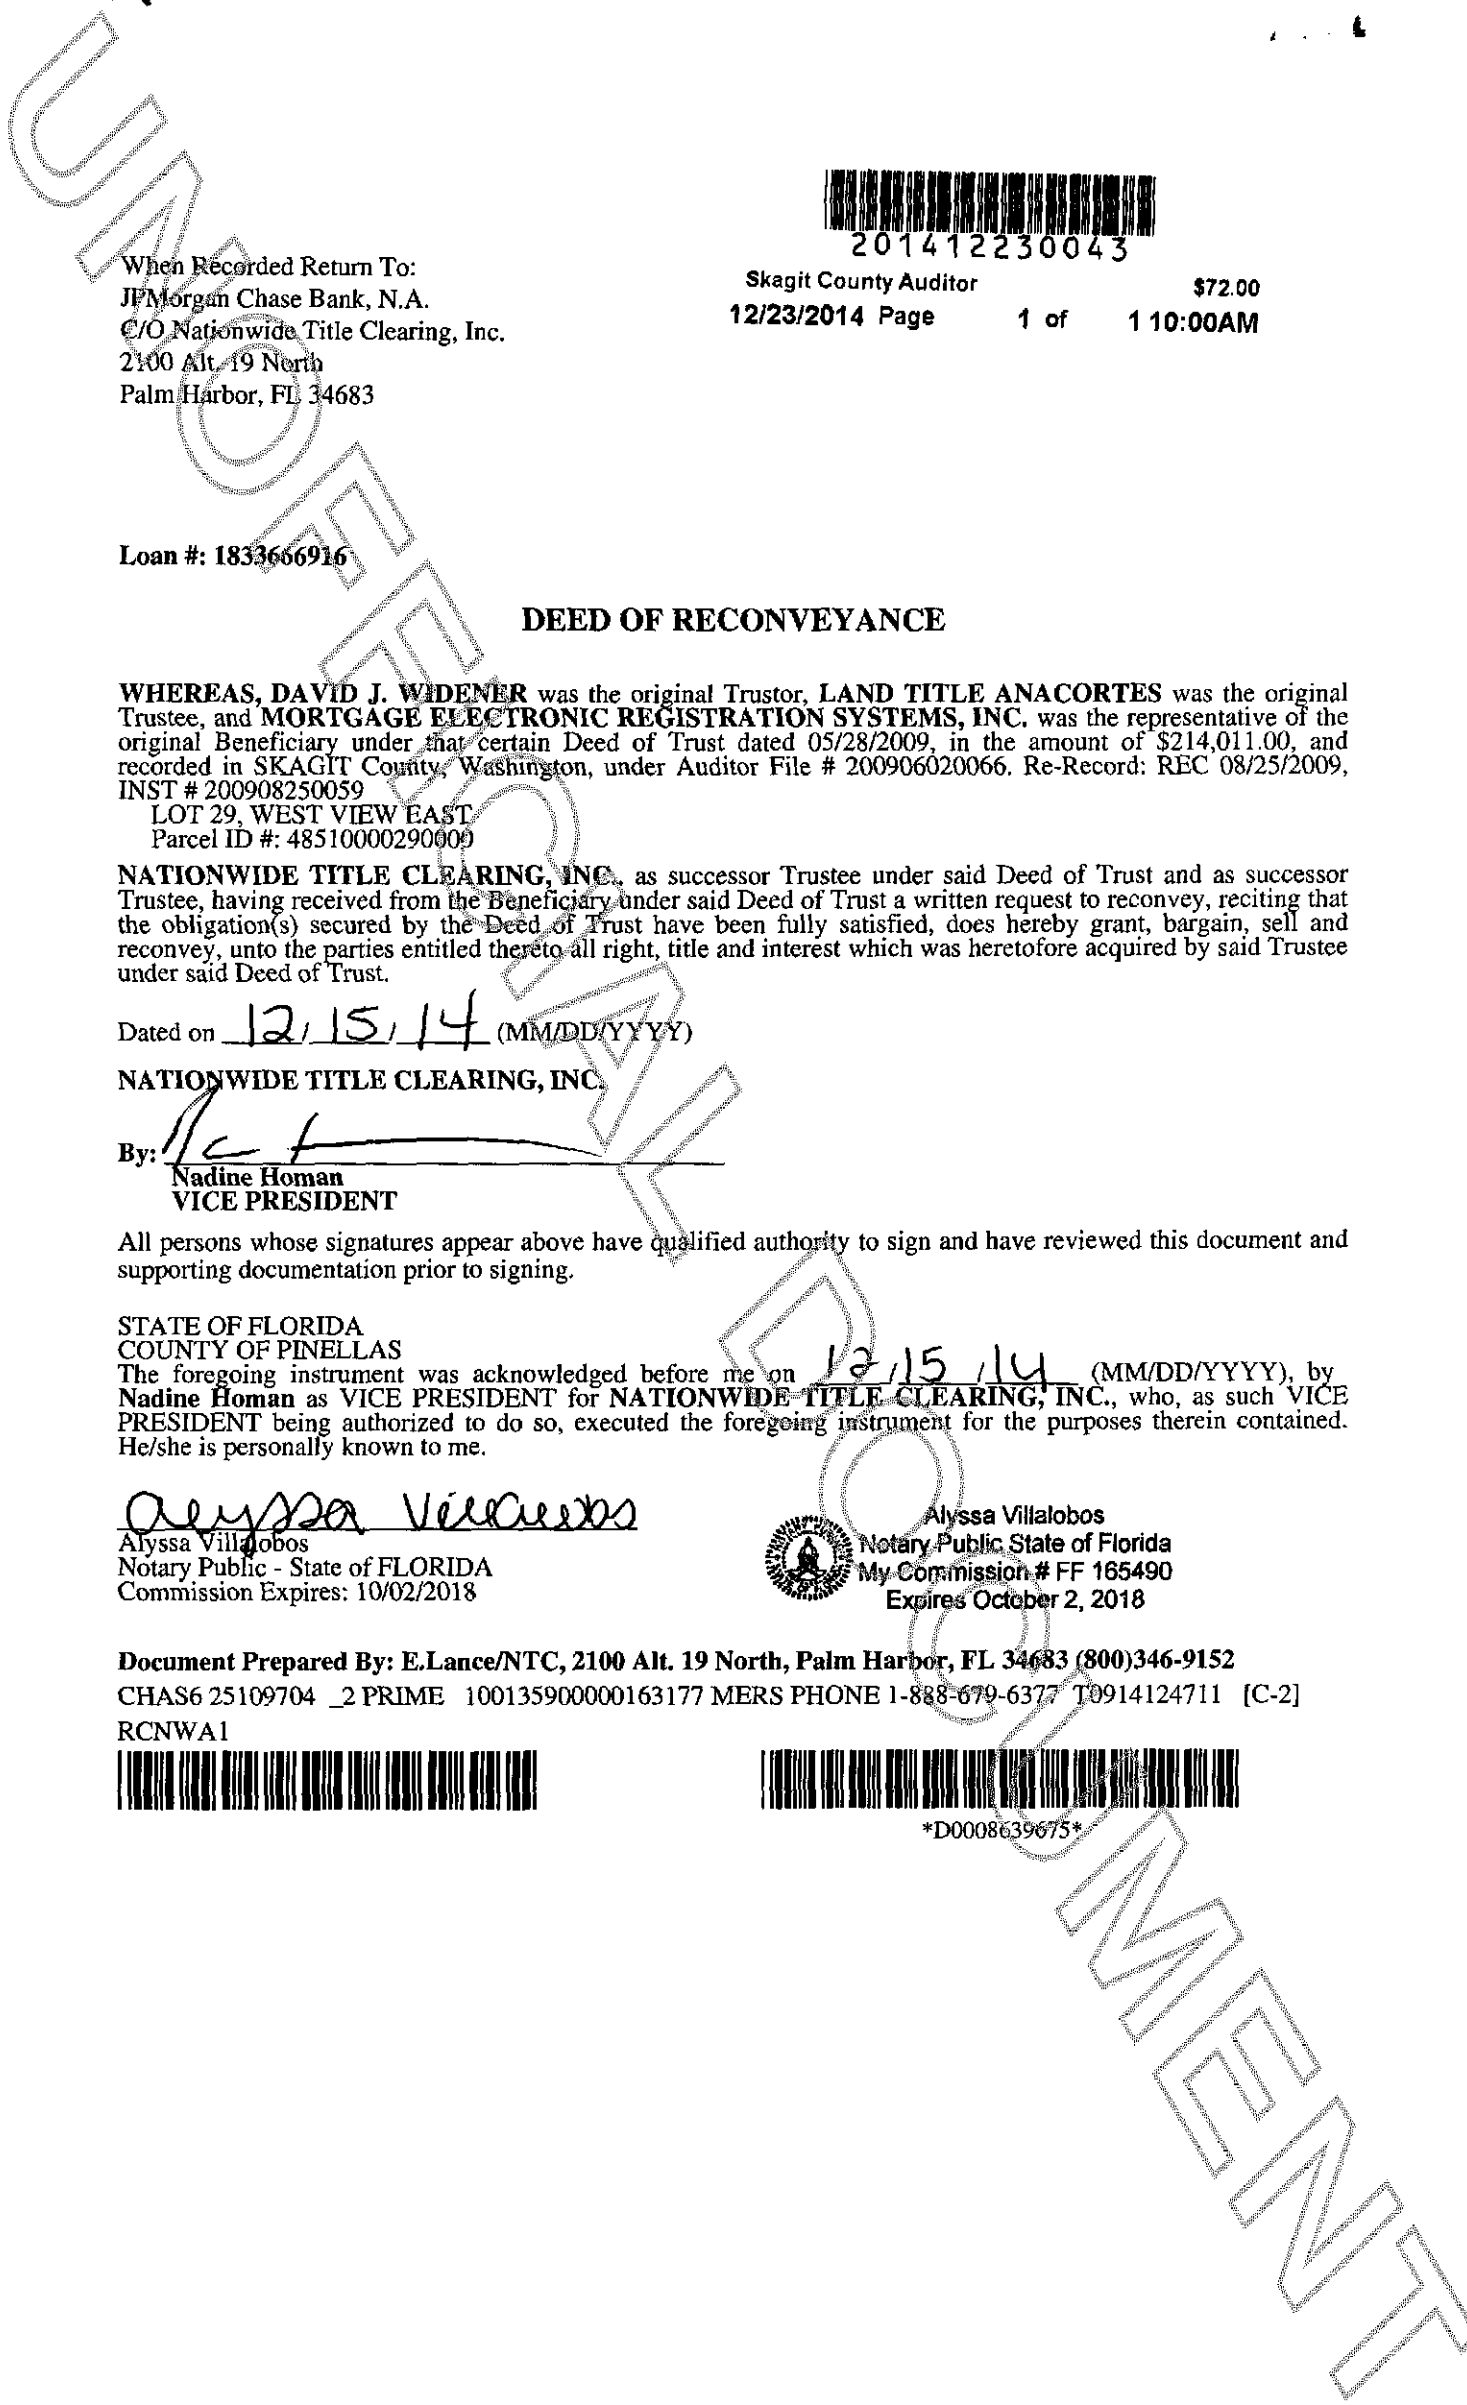 201412230043
Skagit County Auditor $72.00
12/23/2014 Page 1 of 1 10:00AM
When Recorded Return To:
JPMorgan Chase Bank, N.A.
C/O Nationwide Title Clearing, Inc.
2100 Alt. 19 North
Palm Harbor, FL 34683
Loan #: 1833666916
DEED OF RECONVEYANCE
WHEREAS, DAVID J. WIDENER was the original Trustor, LAND TITLE ANACORTES was the original
Trustee, and MORTGAGE ELECTRONIC REGISTRATION SYSTEMS, INC. was the representative of the
original Beneficiary under that certain Deed of Trust dated 05/28/2009, in the amount of $214,011.00, and
recorded in SKAGIT County, Washington, under Auditor File # 200906020066. Re-Record: REC 08/25/2009,
INST # 200908250059
LOT 29, WEST VIEW EAST
Parcel ID #: 48510000290000
NATIONWIDE TITLE CLEARING, INC., as successor Trustee under said Deed of Trust and as successor
Trustee, having received from the Beneficiary under said Deed of Trust a written request to reconvey, reciting that
the obligation(s) secured by the Deed of Trust have been fully satisfied, does hereby grant, bargain, sell and
reconvey, unto the parties entitled thereto all right, title and interest which was heretofore acquired by said Trustee
under said Deed of Trust.
Dated on 12/15/14 (MM/DD/YYYY)
NATIONWIDE TITLE CLEARING, INC.
By:
Nadine Homan
VICE PRESIDENT
All persons whose signatures appear above have qualified authority to sign and have reviewed this document and
supporting documentation prior to signing.
STATE OF FLORIDA
COUNTY OF PINELLAS
The foregoing instrument was acknowledged before me on 12/15/14 (MM/DD/YYYY), by
Nadine Homan as VICE PRESIDENT for NATIONWIDE TITLE CLEARING, INC., who, as such VICE
PRESIDENT being authorized to do so, executed the foregoing instrument for the purposes therein contained.
He/she is personally known to me.
Alyssa Villalobos
Alyssa Villalobos
Notary Public - State of FLORIDA
Commission Expires: 10/02/2018
Alyssa Villalobos
Notary Public State of Florida
My Commission # FF 165490
Expires October 2, 2018
Document Prepared By: E.Lance/NTC, 2100 Alt. 19 North, Palm Harbor, FL 34683 (800)346-9152
CHAS6 25109704 _2 PRIME 100135900000163177 MERS PHONE 1-888-679-6377 T0914124711 [C-2]
RCNWA1
*D0008639675*
UNOFFICIAL DOCUMENT